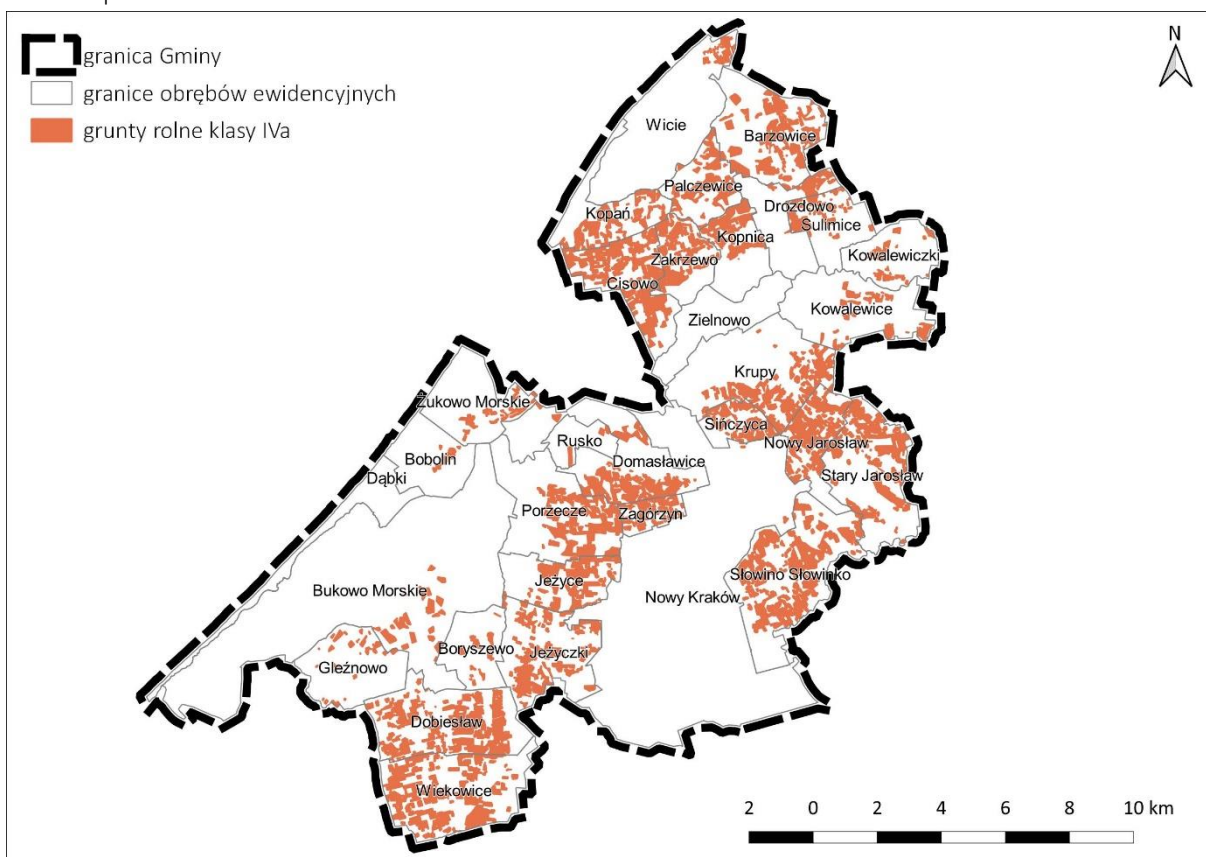 granica Gminy
granice obrębów ewidencyjnych
grunty rolne klasy IVa
N
Wicie
Barzowice
Palczewice
Drozdowo
Kopań
Sulimice
Kopnica
Zakrzewo
Kowalewiczki
Cisowo
Kowalewice
Zielnowo
Krupy
Żukowo Morskie
Sińczyca
Rusko
Nowy Jarosław
Bobolin
Domasławice
Dąbki
Stary Jarosław
Porzecze
Zagórzyn
Jeżyce
Słowino Słowinko
Bukowo Morskie
Nowy Kraków
Boryszewo
Jeżyczki
Gleźnowo
Dobiesław
Wiekowice
2 0 2 4 6 8 10 km